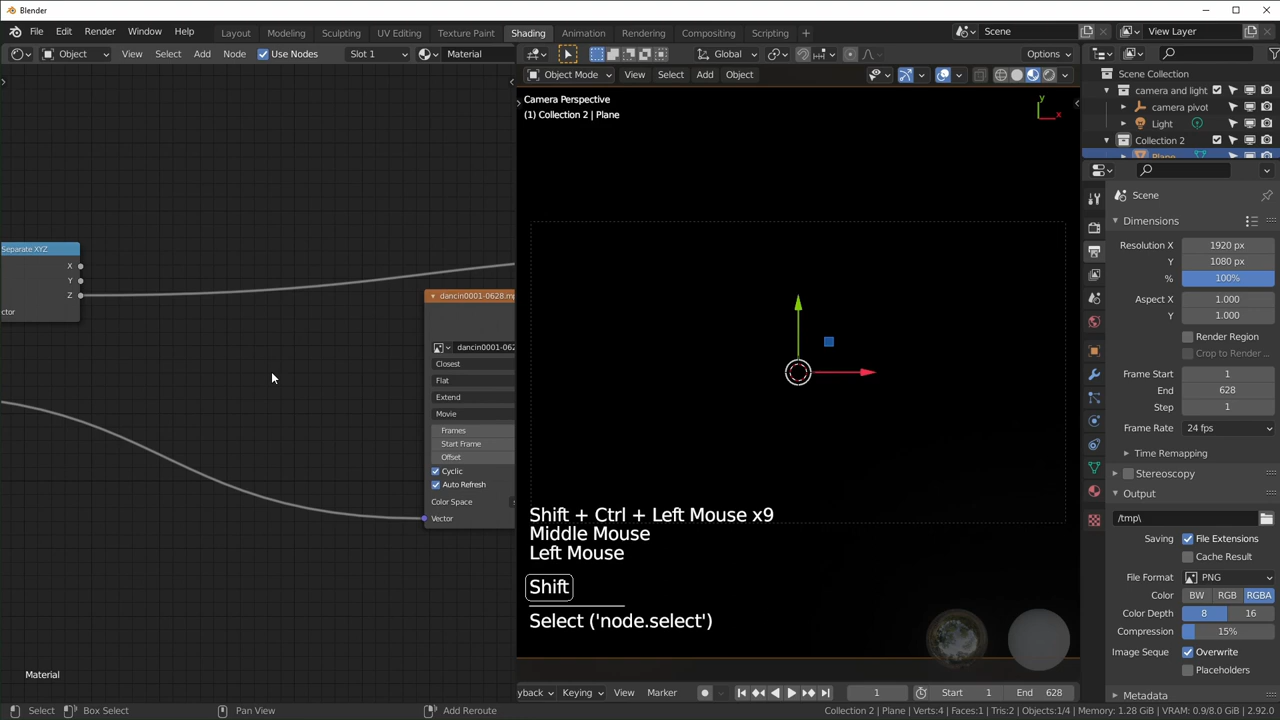 Blender
File Edit Render Window Help
Layout Modeling Sculpting UV Editing Texture Paint Shading Animation Rendering Compositing Scripting +
Scene
View Layer
Object View Select Add Node Use Nodes Slot 1 Material
Global
Options
Object Mode View Select Add Object
Camera Perspective
(1) Collection 2 | Plane
y
x
Scene Collection
camera and light
camera pivot
Light
Collection 2
Plane
Scene
Dimensions
Resolution X 1920 px
Y 1080 px
% 100%
Aspect X 1.000
Y 1.000
Render Region
Crop to Render ...
Frame Start 1
End 628
Step 1
Frame Rate 24 fps
Time Remapping
Stereoscopy
Output
/tmp\
Saving File Extensions
Cache Result
File Format PNG
Color BW RGB RGBA
Color Depth 8 16
Compression 15%
Image Seque Overwrite
Placeholders
Metadata
Separate XYZ
X
Y
Z
ctor
dancin0001-0628.mp
dancin0001-062
Closest
Flat
Extend
Movie
Frames
Start Frame
Offset
Cyclic
Auto Refresh
Color Space
Vector
Shift + Ctrl + Left Mouse x9
Middle Mouse
Left Mouse
Shift
Select ('node.select')
Material
yback Keying View Marker 1 Start 1 End 628
Select Box Select Pan View Add Reroute
Collection 2 | Plane | Verts:4 | Faces:1 | Tris:2 | Objects:1/4 | Memory: 1.28 GiB | VRAM: 0.9/8.0 GiB | 2.92.0